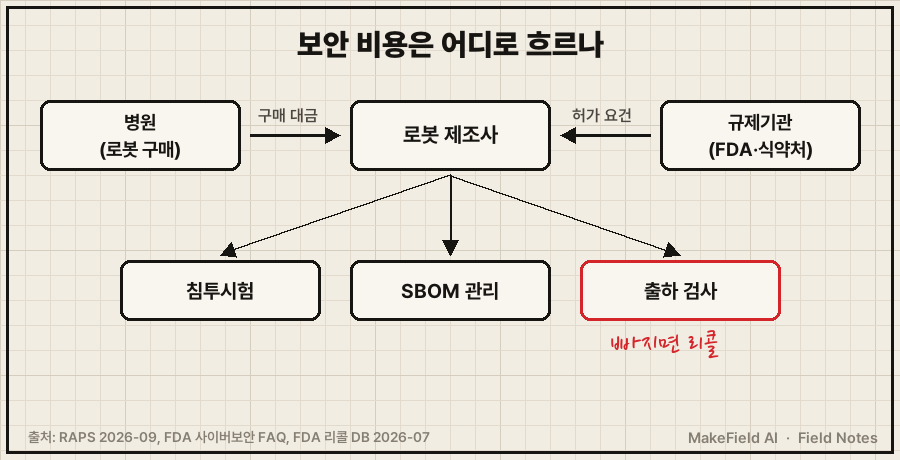 보안 비용은 어디로 흐르나
병원
(로봇 구매)
구매 대금
로봇 제조사
허가 요건
규제기관
(FDA·식약처)
침투시험
SBOM 관리
출하 검사
빠지면 리콜
출처: RAPS 2026-09, FDA 사이버보안 FAQ, FDA 리콜 DB 2026-07
MakeField AI · Field Notes